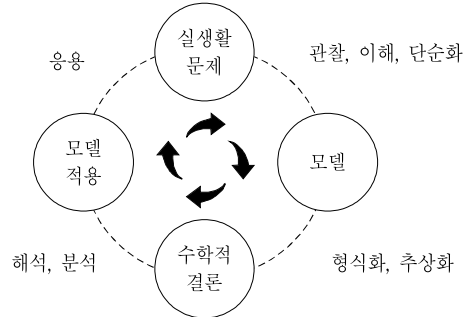 실생활
문제
응용
관찰, 이해, 단순화
모델
적용
모델
해석, 분석
수학적
결론
형식화, 추상화